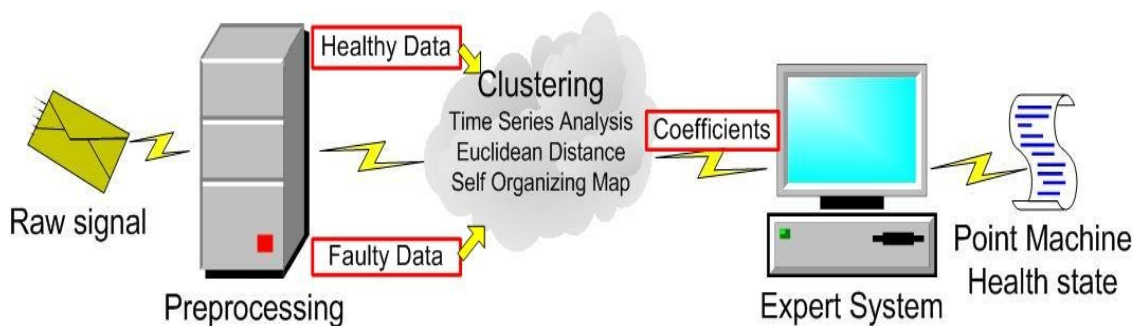 Raw signal
Preprocessing
Healthy Data
Faulty Data
Clustering
Time Series Analysis
Euclidean Distance
Self Organizing Map
Coefficients
Expert System
Point Machine
Health state